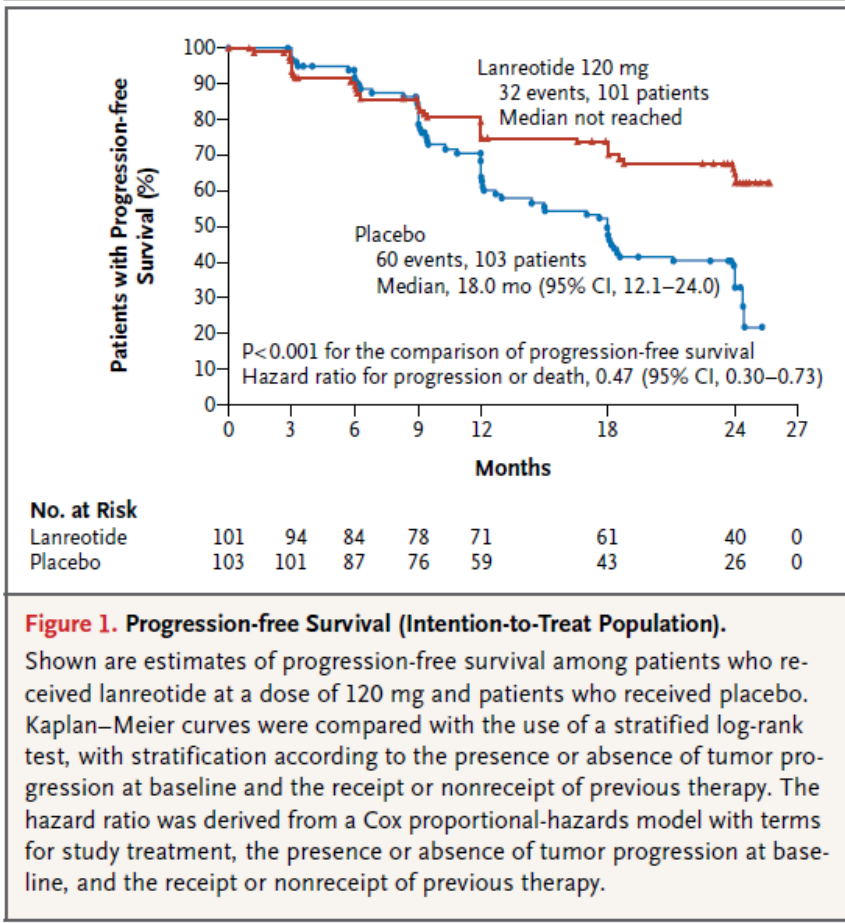 100
90
80
70
60
50
40
30
20
10
0
Patients with Progression-free
Survival (%)
Lanreotide 120 mg
32 events, 101 patients
Median not reached
Placebo
60 events, 103 patients
Median, 18.0 mo (95% CI, 12.1–24.0)
P<0.001 for the comparison of progression-free survival
Hazard ratio for progression or death, 0.47 (95% CI, 0.30–0.73)
0 3 6 9 12 18 24 27
Months
No. at Risk
Lanreotide 101 94 84 78 71 61 40 0
Placebo 103 101 87 76 59 43 26 0
Figure 1. Progression-free Survival (Intention-to-Treat Population).
Shown are estimates of progression-free survival among patients who re-
ceived lanreotide at a dose of 120 mg and patients who received placebo.
Kaplan–Meier curves were compared with the use of a stratified log-rank
test, with stratification according to the presence or absence of tumor pro-
gression at baseline and the receipt or nonreceipt of previous therapy. The
hazard ratio was derived from a Cox proportional-hazards model with terms
for study treatment, the presence or absence of tumor progression at base-
line, and the receipt or nonreceipt of previous therapy.